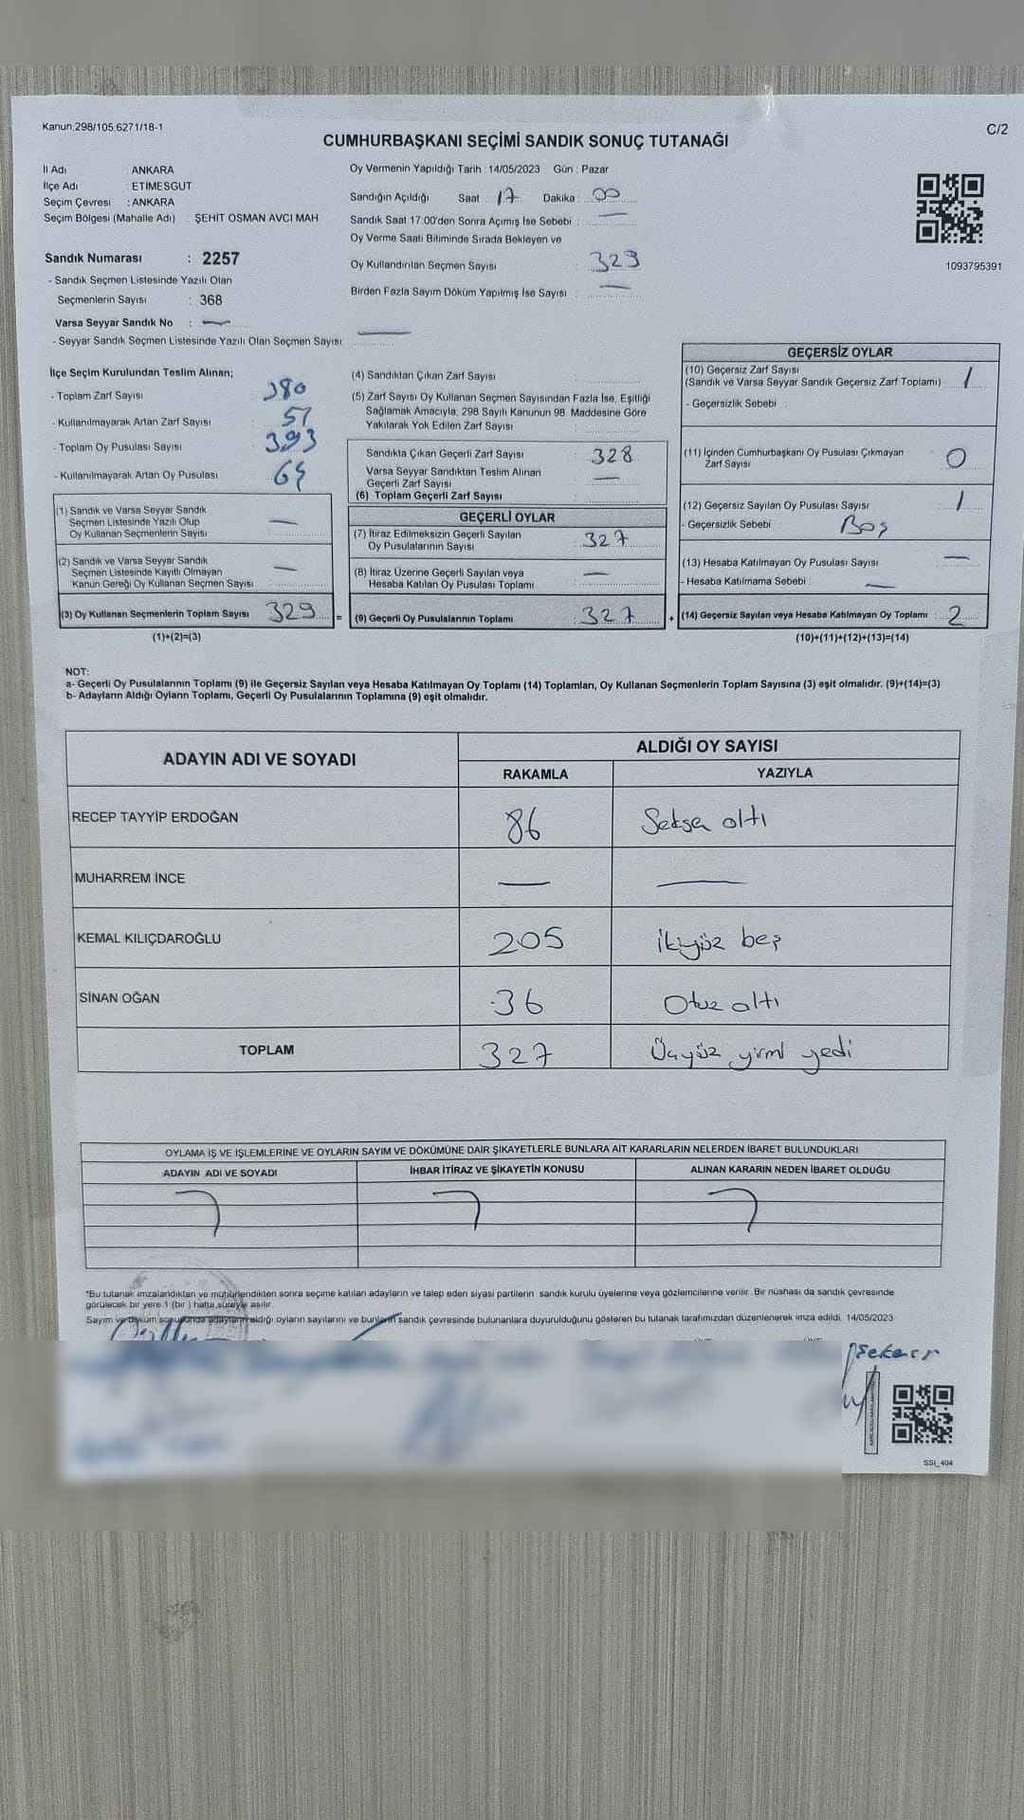 Kanun;298/105,6271/18-1
C/2
CUMHURBAŞKANI SEÇİMİ SANDIK SONUÇ TUTANAĞI
İl Adı ANKARA
İlçe Adı : ETİMESGUT
Seçim Çevresi : ANKARA
Seçim Bölgesi (Mahalle Adı) ŞEHİT OSMAN AVCI MAH
Sandık Numarası : 2257
- Sandık Seçmen Listesinde Yazılı Olan
Seçmenlerin Sayısı : 368
Varsa Seyyar Sandık No : —
- Seyyar Sandık Seçmen Listesinde Yazılı Olan Seçmen Sayısı —
Oy Vermenin Yapıldığı Tarih : 14/05/2023 Gün : Pazar
Sandığın Açıldığı Saat 17 Dakika 00
Sandık Saat 17:00'den Sonra Açımış İse Sebebi : —
Oy Verme Saati Bitiminde Sırada Bekleyen ve
Oy Kullandırılan Seçmen Sayısı : 329
Birden Fazla Sayım Döküm Yapılmış İse Sayısı —
1093795391
İlçe Seçim Kurulundan Teslim Alınan;
- Toplam Zarf Sayısı : 380
- Kullanılmayarak Artan Zarf Sayısı : 51
- Toplam Oy Pusulası Sayısı : 393
- Kullanılmayarak Artan Oy Pusulası : 64
(1) Sandık ve Varsa Seyyar Sandık
Seçmen Listesinde Yazılı Olup
Oy Kullanan Seçmenlerin Sayısı —
(2) Sandık ve Varsa Seyyar Sandık
Seçmen Listesinde Kayıtlı Olmayan
Kanun Gereği Oy Kullanan Seçmen Sayısı —
(3) Oy Kullanan Seçmenlerin Toplam Sayısı 329 =
(1)+(2)=(3)
(4) Sandıktan Çıkan Zarf Sayısı
(5) Zarf Sayısı Oy Kullanan Seçmen Sayısından Fazla İse, Eşitliği
Sağlamak Amacıyla, 298 Sayılı Kanunun 98. Maddesine Göre
Yakılarak Yok Edilen Zarf Sayısı
Sandıkta Çıkan Geçerli Zarf Sayısı 328
Varsa Seyyar Sandıktan Teslim Alınan
Geçerli Zarf Sayısı —
(6) Toplam Geçerli Zarf Sayısı
GEÇERLİ OYLAR
(7) İtiraz Edilmeksizin Geçerli Sayılan
Oy Pusulalarının Sayısı 327
(8) İtiraz Üzerine Geçerli Sayılan veya
Hesaba Katılan Oy Pusulası Toplamı —
(9) Geçerli Oy Pusulalarının Toplamı 327 +
GEÇERSİZ OYLAR
(10) Geçersiz Zarf Sayısı
(Sandık ve Varsa Seyyar Sandık Geçersiz Zarf Toplamı) 1
- Geçersizlik Sebebi :
(11) İçinden Cumhurbaşkanı Oy Pusulası Çıkmayan
Zarf Sayısı 0
(12) Geçersiz Sayılan Oy Pusulası Sayısı 1
- Geçersizlik Sebebi : Boş
(13) Hesaba Katılmayan Oy Pusulası Sayısı —
- Hesaba Katılmama Sebebi : —
(14) Geçersiz Sayılan veya Hesaba Katılmayan Oy Toplamı 2
(10)+(11)+(12)+(13)=(14)
NOT:
a- Geçerli Oy Pusulalarının Toplamı (9) ile Geçersiz Sayılan veya Hesaba Katılmayan Oy Toplamı (14) Toplamları, Oy Kullanan Seçmenlerin Toplam Sayısına (3) eşit olmalıdır. (9)+(14)=(3)
b- Adayların Aldığı Oyların Toplamı, Geçerli Oy Pusulalarının Toplamına (9) eşit olmalıdır.
ADAYIN ADI VE SOYADI ALDIĞI OY SAYISI
RAKAMLA YAZIYLA
RECEP TAYYİP ERDOĞAN 86 Seksen altı
MUHARREM İNCE — —
KEMAL KILIÇDAROĞLU 205 İkiyüz beş
SİNAN OĞAN 36 Otuz altı
TOPLAM 327 Üçyüz yirmi yedi
OYLAMA İŞ VE İŞLEMLERİNE VE OYLARIN SAYIM VE DÖKÜMÜNE DAİR ŞİKAYETLERLE BUNLARA AİT KARARLARIN NELERDEN İBARET BULUNDUKLARI
ADAYIN ADI VE SOYADI İHBAR İTİRAZ VE ŞİKAYETİN KONUSU ALINAN KARARIN NEDEN İBARET OLDUĞU
*Bu tutanak imzalandıktan ve mühürlendikten sonra seçime katılan adayların ve talep eden siyasi partilerin sandık kurulu üyelerine veya gözlemcilerine verilir. Bir nüshası da sandık çevresinde
görülecek bir yere 1 (bir ) hafta süreyle asılır.
Sayım ve döküm sonucunda adayların aldığı oyların sayılarını ve bunların sandık çevresinde bulunanlara duyurulduğunu gösteren bu tutanak tarafımızdan düzenlenerek imza edildi. 14/05/2023
SSI_404